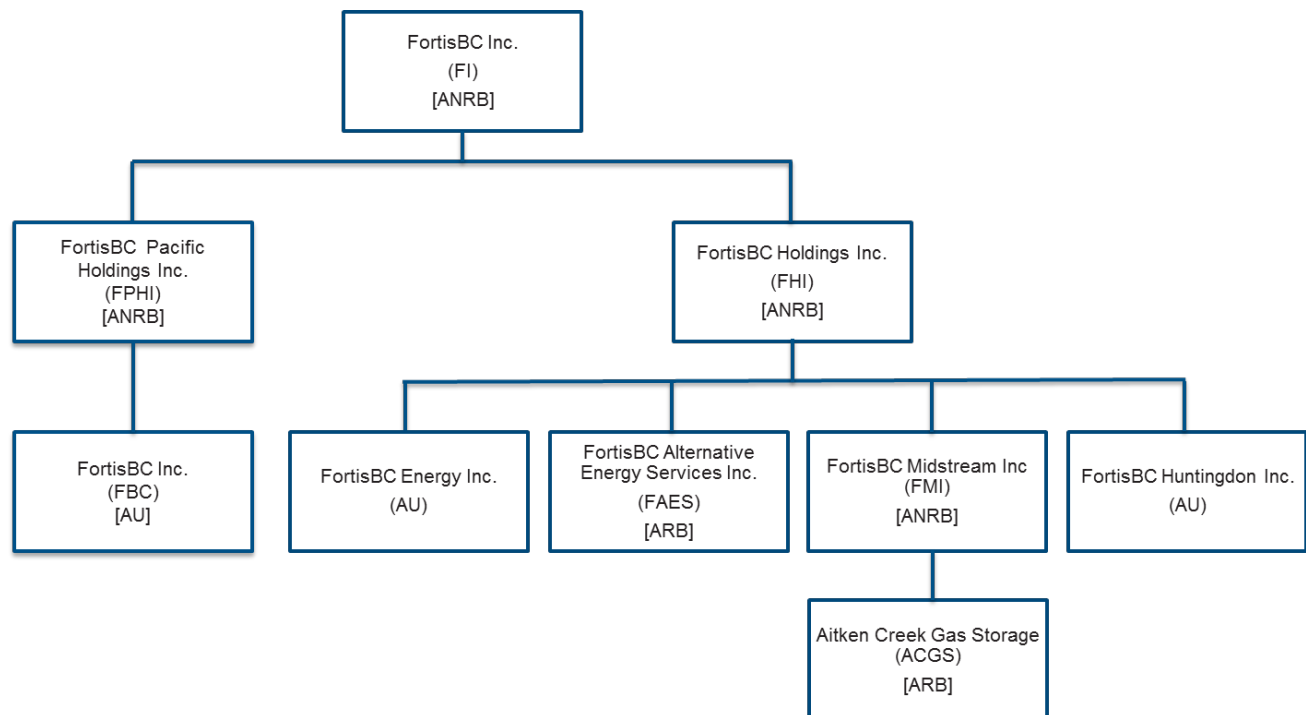 FortisBC Inc.
(FI)
[ANRB]
FortisBC Pacific
Holdings Inc.
(FPHI)
[ANRB]
FortisBC Holdings Inc.
(FHI)
[ANRB]
FortisBC Inc.
(FBC)
[AU]
FortisBC Energy Inc.
(AU)
FortisBC Alternative
Energy Services Inc.
(FAES)
[ARB]
FortisBC Midstream Inc
(FMI)
[ANRB]
FortisBC Huntingdon Inc.
(AU)
Aitken Creek Gas Storage
(ACGS)
[ARB]